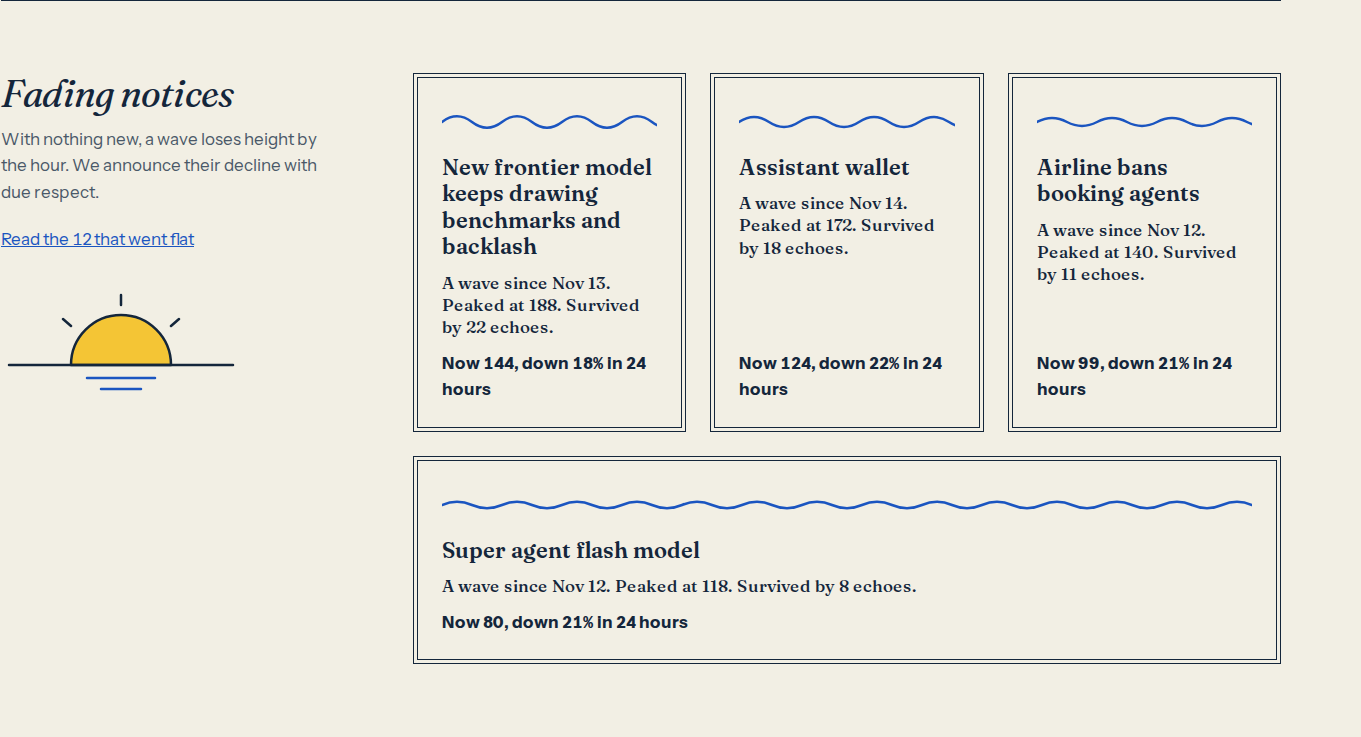 Fading notices
With nothing new, a wave loses height by
the hour. We announce their decline with
due respect.
Read the 12 that went flat
New frontier model
keeps drawing
benchmarks and
backlash
A wave since Nov 13.
Peaked at 188. Survived
by 22 echoes.
Now 144, down 18% in 24
hours
Assistant wallet
A wave since Nov 14.
Peaked at 172. Survived
by 18 echoes.
Now 124, down 22% in 24
hours
Airline bans
booking agents
A wave since Nov 12.
Peaked at 140. Survived
by 11 echoes.
Now 99, down 21% in 24
hours
Super agent flash model
A wave since Nov 12. Peaked at 118. Survived by 8 echoes.
Now 80, down 21% in 24 hours